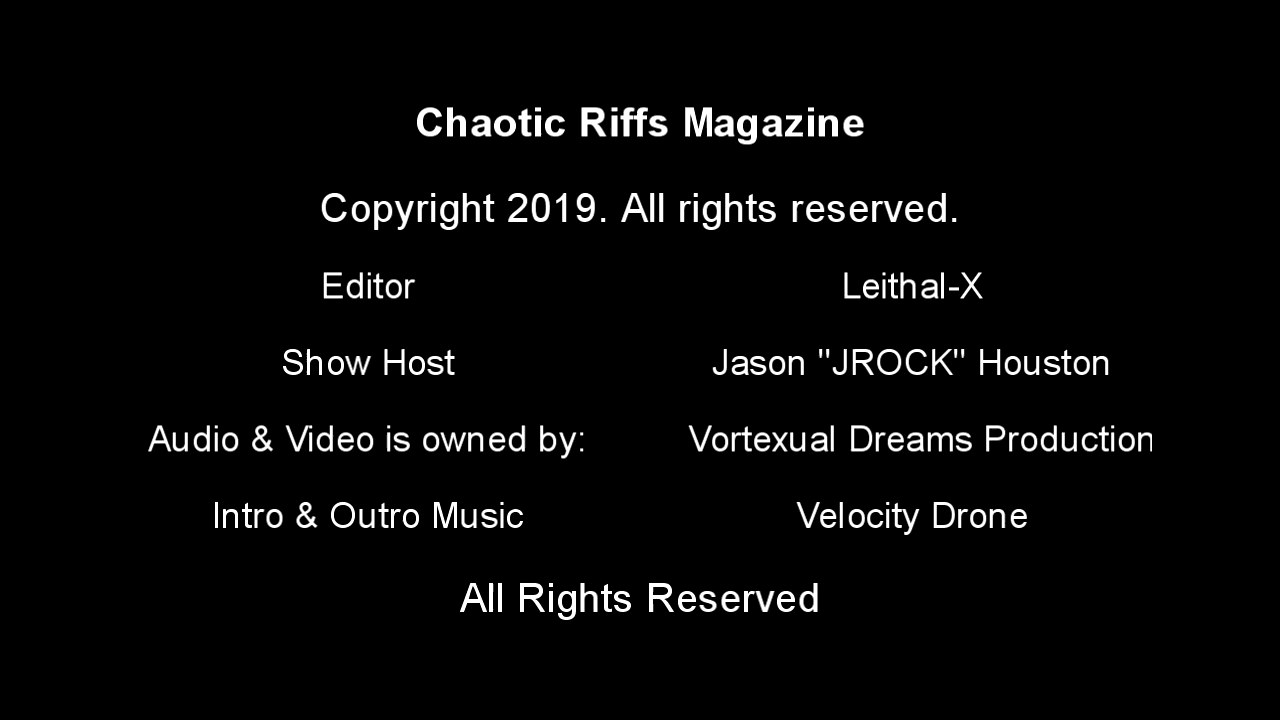 Chaotic Riffs Magazine
Copyright 2019. All rights reserved.
Editor Leithal-X
Show Host Jason "JROCK" Houston
Audio & Video is owned by: Vortexual Dreams Production
Intro & Outro Music Velocity Drone
All Rights Reserved